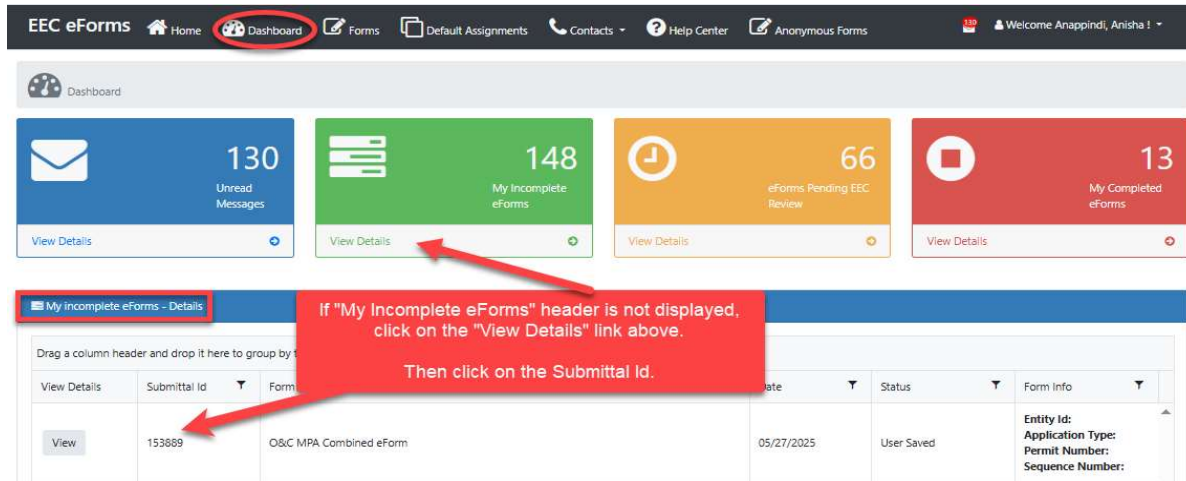 EEC eForms Home Dashboard Forms Default Assignments Contacts Help Center Anonymous Forms 130 Welcome Anappindi, Anisha !
Dashboard
130
Unread
Messages
View Details
148
My Incomplete
eForms
View Details
66
eForms Pending EEC
Review
View Details
13
My Completed
eForms
View Details
My incomplete eForms - Details
If "My Incomplete eForms" header is not displayed,
click on the "View Details" link above.
Then click on the Submittal Id.
Drag a column header and drop it here to group by
View Details Submittal Id Form Date Status Form Info
View 153889 O&C MPA Combined eForm 05/27/2025 User Saved
Entity Id:
Application Type:
Permit Number:
Sequence Number: